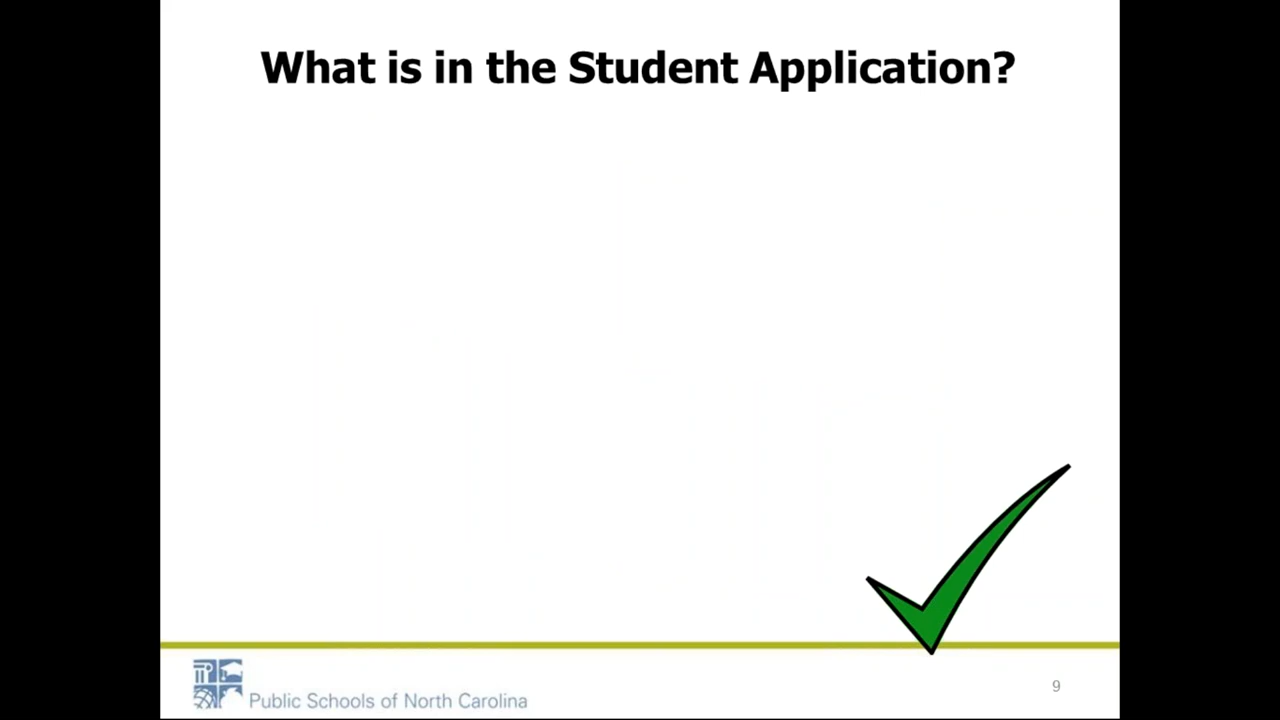 What is in the Student Application?
Public Schools of North Carolina
9